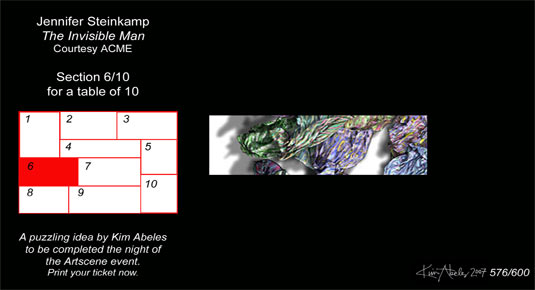 Jennifer Steinkamp
The Invisible Man
Courtesy ACME
Section 6/10
for a table of 10
1
2
3
4
5
6
7
8
9
10
A puzzling idea by Kim Abeles
to be completed the night of
the Artscene event.
Print your ticket now.
Kim Abeles 2007 576/600